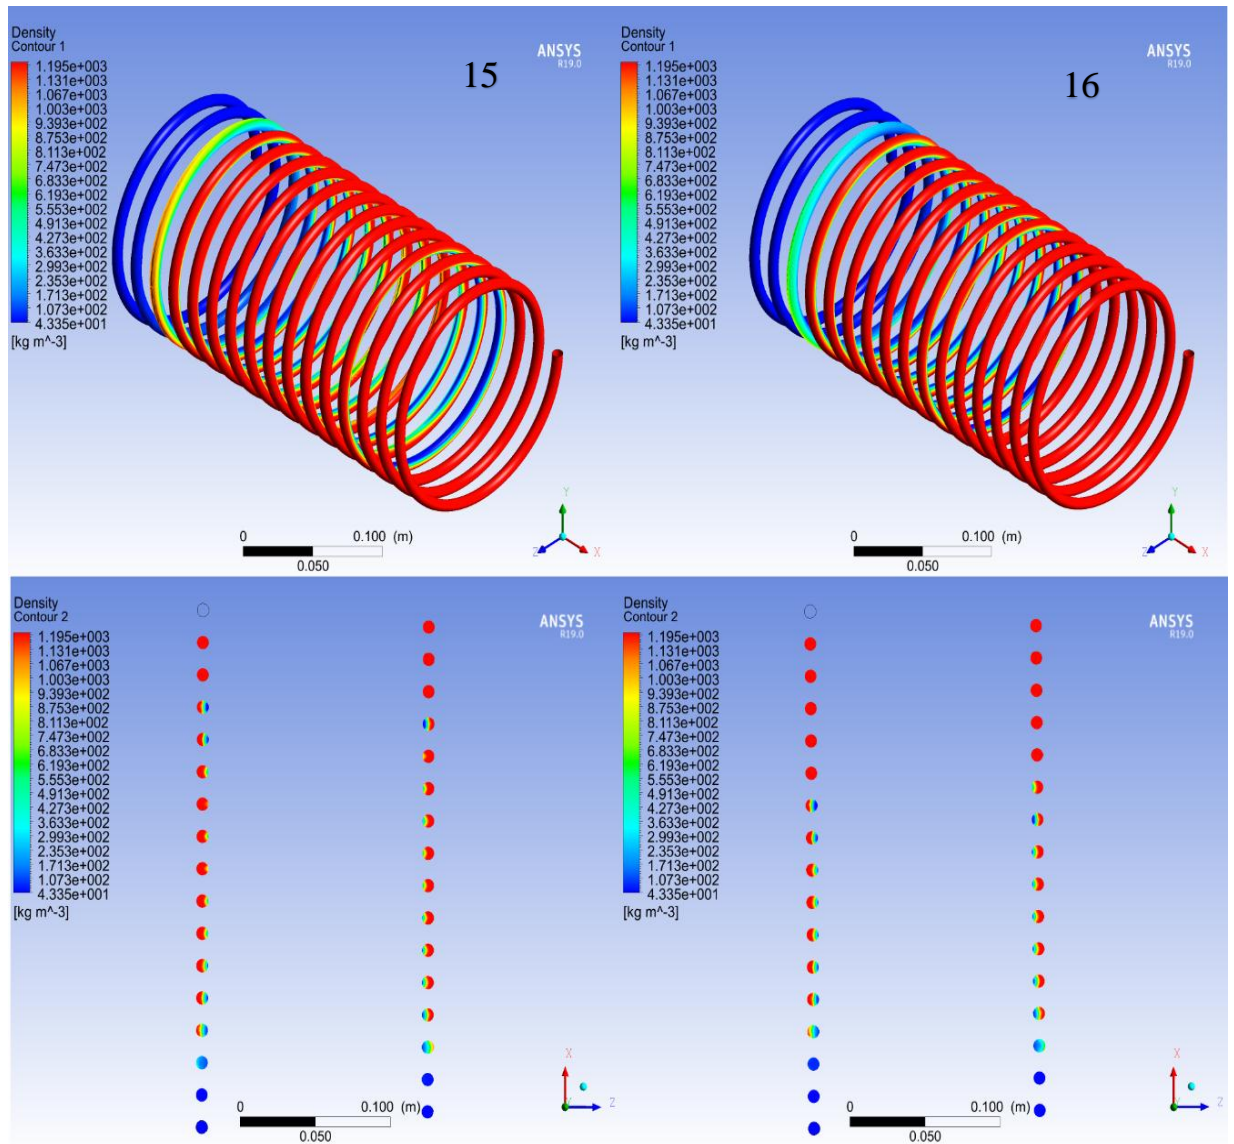 Density
Contour 1
1.195e+003
1.131e+003
1.067e+003
1.003e+003
9.393e+002
8.753e+002
8.113e+002
7.473e+002
6.833e+002
6.193e+002
5.553e+002
4.913e+002
4.273e+002
3.633e+002
2.993e+002
2.353e+002
1.713e+002
1.073e+002
4.335e+001
[kg m^-3]
ANSYS
R19.0
15
0 0.100 (m)
0.050
Y
Z X
Density
Contour 1
1.195e+003
1.131e+003
1.067e+003
1.003e+003
9.393e+002
8.753e+002
8.113e+002
7.473e+002
6.833e+002
6.193e+002
5.553e+002
4.913e+002
4.273e+002
3.633e+002
2.993e+002
2.353e+002
1.713e+002
1.073e+002
4.335e+001
[kg m^-3]
ANSYS
R19.0
16
0 0.100 (m)
0.050
Y
Z X
Density
Contour 2
1.195e+003
1.131e+003
1.067e+003
1.003e+003
9.393e+002
8.753e+002
8.113e+002
7.473e+002
6.833e+002
6.193e+002
5.553e+002
4.913e+002
4.273e+002
3.633e+002
2.993e+002
2.353e+002
1.713e+002
1.073e+002
4.335e+001
[kg m^-3]
ANSYS
R19.0
0 0.100 (m)
0.050
X
Y Z
Density
Contour 2
1.195e+003
1.131e+003
1.067e+003
1.003e+003
9.393e+002
8.753e+002
8.113e+002
7.473e+002
6.833e+002
6.193e+002
5.553e+002
4.913e+002
4.273e+002
3.633e+002
2.993e+002
2.353e+002
1.713e+002
1.073e+002
4.335e+001
[kg m^-3]
ANSYS
R19.0
0 0.100 (m)
0.050
X
Y Z